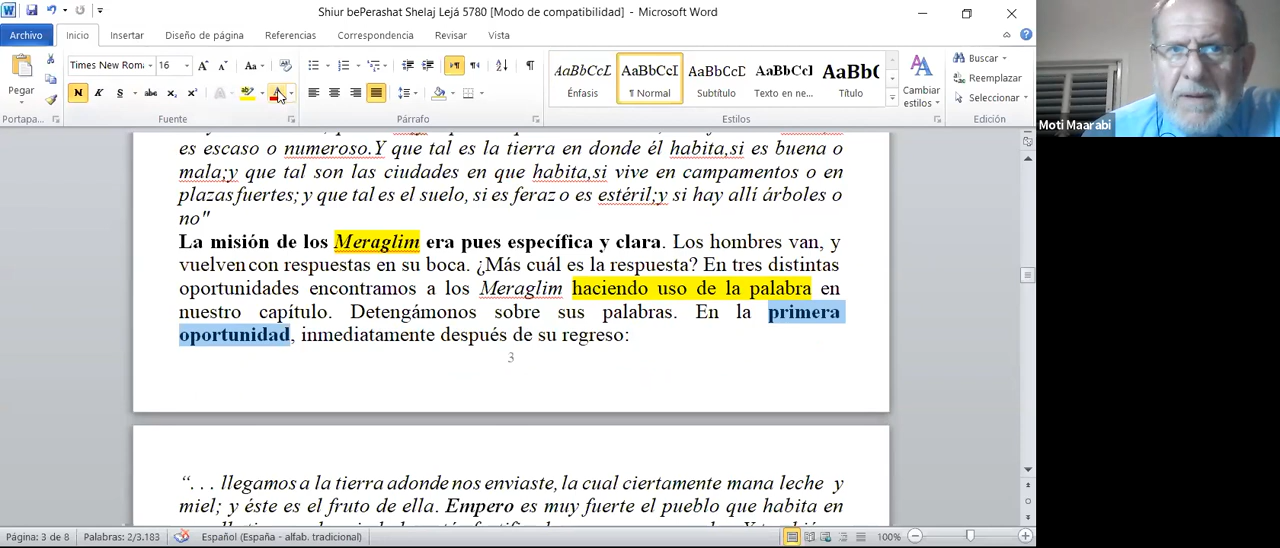 Shiur bePerashat Shelaj Lejá 5780 [Modo de compatibilidad] - Microsoft Word
Archivo Inicio Insertar Diseño de página Referencias Correspondencia Revisar Vista
Times New Roma 16
Pegar
N K S abc x₂ x² A A
AaBbCcL AaBbCcI AaBbCcD AaBbCcI AaBb(
Énfasis ¶ Normal Subtítulo Texto en ne... Título
Cambiar estilos
Buscar
Reemplazar
Seleccionar
Portapa... Fuente Párrafo Estilos Edición
Moti Maarabi
es escaso o numeroso.Y que tal es la tierra en donde él habita,si es buena o
mala;y que tal son las ciudades en que habita,si vive en campamentos o en
plazas fuertes; y que tal es el suelo, si es feraz o es estéril;y si hay allí árboles o
no"
La misión de los Meraglim era pues específica y clara. Los hombres van, y
vuelven con respuestas en su boca. ¿Más cuál es la respuesta? En tres distintas
oportunidades encontramos a los Meraglim haciendo uso de la palabra en
nuestro capítulo. Detengámonos sobre sus palabras. En la primera
oportunidad, inmediatamente después de su regreso:
3
“. . . llegamos a la tierra adonde nos enviaste, la cual ciertamente mana leche y
miel; y éste es el fruto de ella. Empero es muy fuerte el pueblo que habita en
Página: 3 de 8 Palabras: 2/3.183 Español (España - alfab. tradicional) 100%